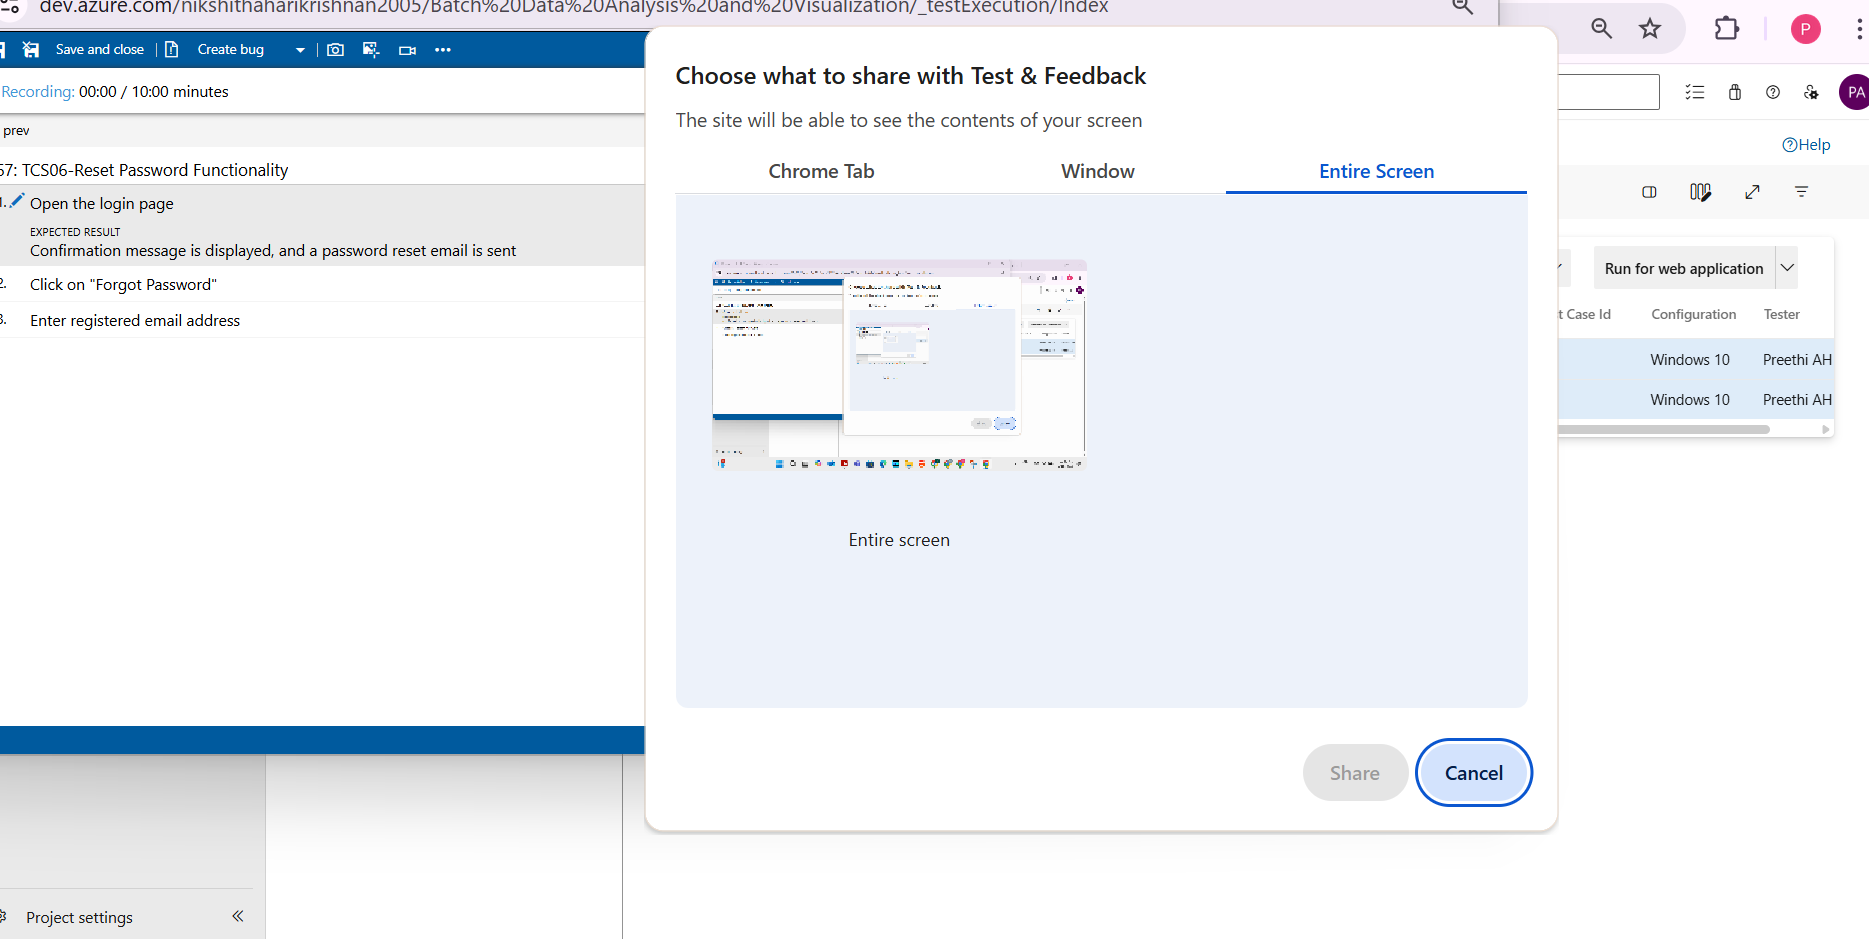 dev.azure.com/nikshithaharikrishnan2005/Batch%20Data%20Analysis%20and%20Visualization/_testExecution/Index
Save and close
Create bug
Recording: 00:00 / 10:00 minutes
prev
57: TCS06-Reset Password Functionality
1. Open the login page
EXPECTED RESULT
Confirmation message is displayed, and a password reset email is sent
2. Click on "Forgot Password"
3. Enter registered email address
Project settings
Choose what to share with Test & Feedback
The site will be able to see the contents of your screen
Chrome Tab
Window
Entire Screen
Entire screen
Share
Cancel
P
PA
Help
Run for web application
t Case Id
Configuration
Tester
Windows 10
Preethi AH
Windows 10
Preethi AH